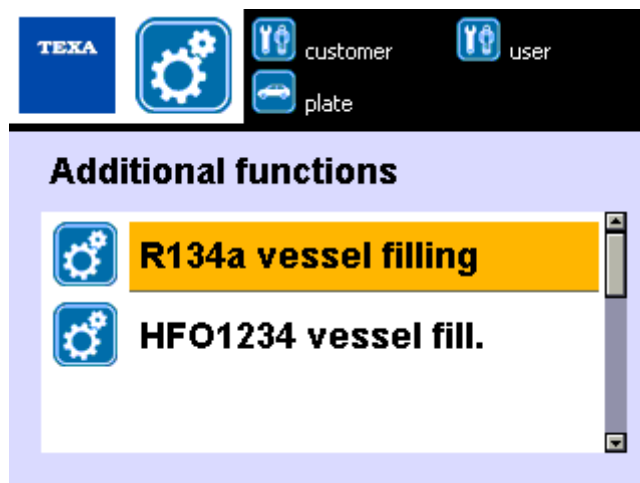 TEXA
customer
user
plate
Additional functions
R134a vessel filling
HFO1234 vessel fill.